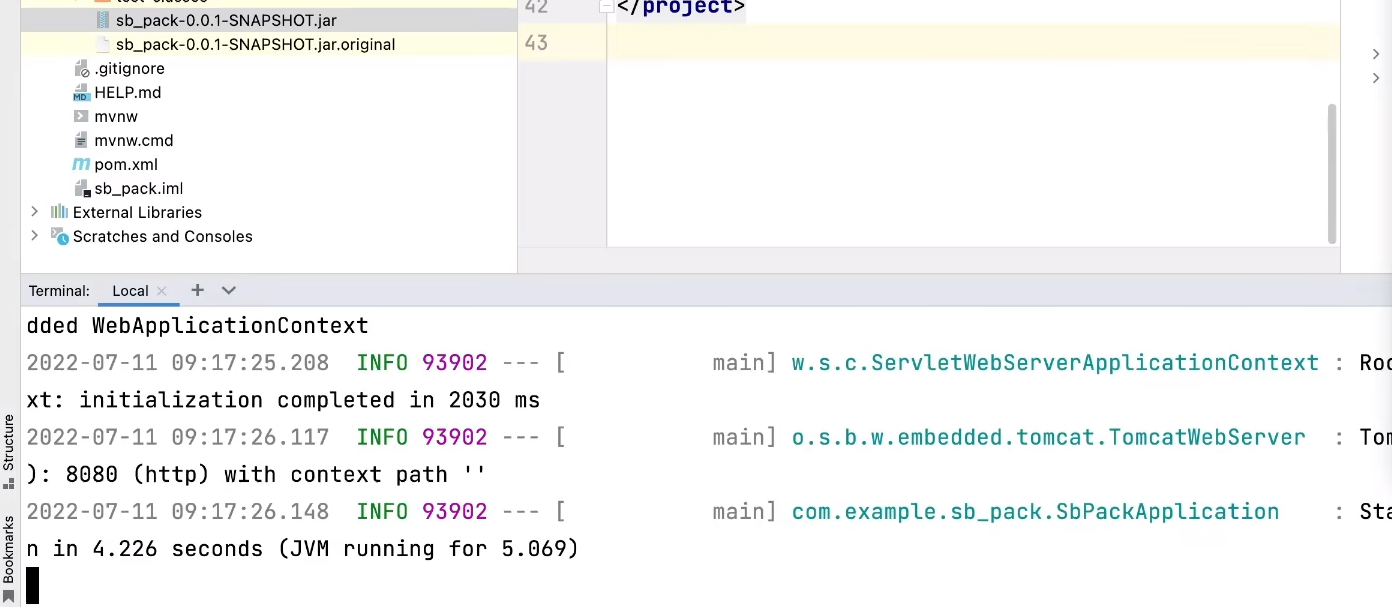 sb_pack-0.0.1-SNAPSHOT.jar
sb_pack-0.0.1-SNAPSHOT.jar.original
.gitignore
HELP.md
mvnw
mvnw.cmd
pom.xml
sb_pack.iml
External Libraries
Scratches and Consoles
42 </project>
43
Terminal: Local
dded WebApplicationContext
2022-07-11 09:17:25.208  INFO 93902 --- [           main] w.s.c.ServletWebServerApplicationContext : Roo
xt: initialization completed in 2030 ms
2022-07-11 09:17:26.117  INFO 93902 --- [           main] o.s.b.w.embedded.tomcat.TomcatWebServer  : Tom
): 8080 (http) with context path ''
2022-07-11 09:17:26.148  INFO 93902 --- [           main] com.example.sb_pack.SbPackApplication    : Sta
n in 4.226 seconds (JVM running for 5.069)
Structure
Bookmarks